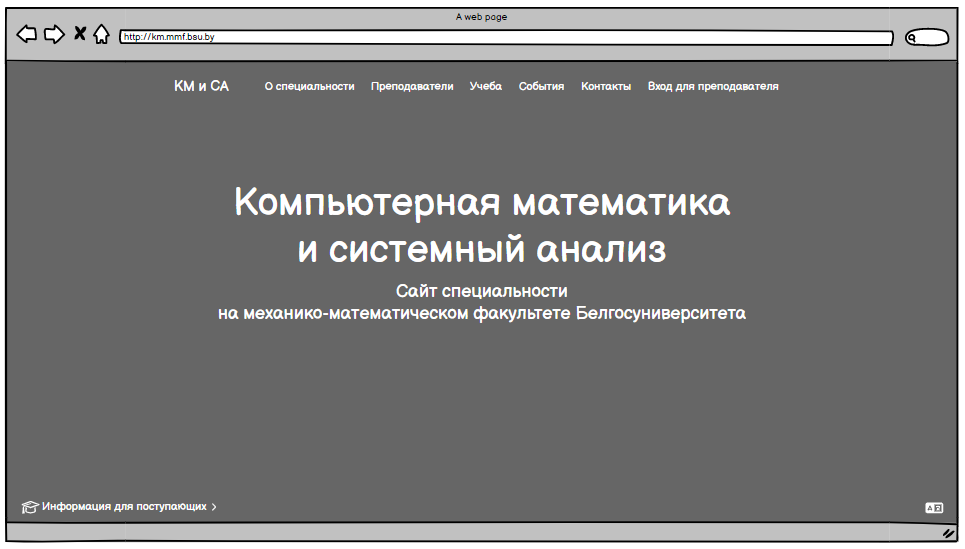 A web page
http://km.mmf.bsu.by
КМ и СА О специальности Преподаватели Учеба События Контакты Вход для преподавателя
Компьютерная математика
и системный анализ
Сайт специальности
на механико-математическом факультете Белгосуниверситета
Информация для поступающих >